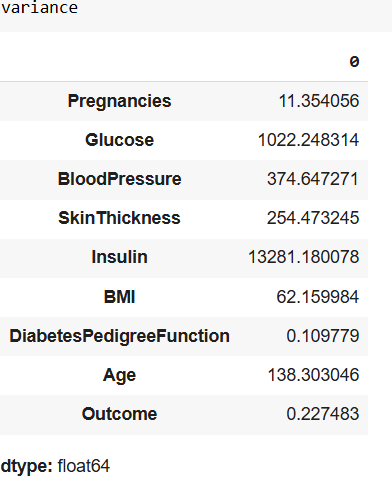 variance
0
Pregnancies 11.354056
Glucose 1022.248314
BloodPressure 374.647271
SkinThickness 254.473245
Insulin 13281.180078
BMI 62.159984
DiabetesPedigreeFunction 0.109779
Age 138.303046
Outcome 0.227483
dtype: float64